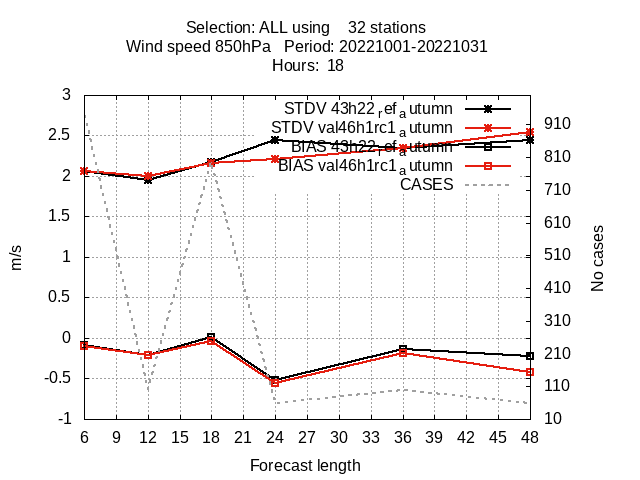 Selection: ALL using 32 stations
Wind speed 850hPa Period: 20221001-20221031
Hours: 18
STDV 43h22_ref_autumn
STDV val46h1rc1_autumn
BIAS 43h22_ref_autumn
BIAS val46h1rc1_autumn
CASES
3
2.5
2
1.5
1
0.5
0
-0.5
-1
m/s
910
810
710
610
510
410
310
210
110
10
No cases
6 9 12 15 18 21 24 27 30 33 36 39 42 45 48
Forecast length